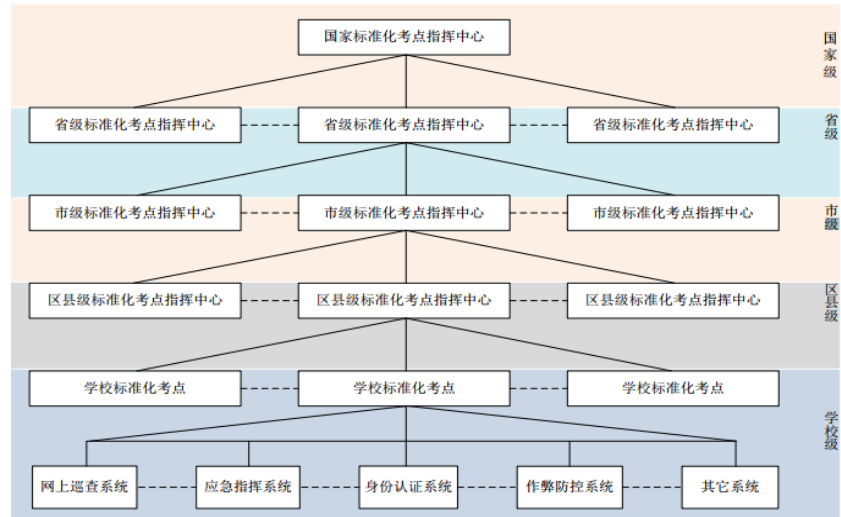 国家标准化考点指挥中心
国家级
省级标准化考点指挥中心
省级标准化考点指挥中心
省级标准化考点指挥中心
省级
市级标准化考点指挥中心
市级标准化考点指挥中心
市级标准化考点指挥中心
市级
区县级标准化考点指挥中心
区县级标准化考点指挥中心
区县级标准化考点指挥中心
区县级
学校标准化考点
学校标准化考点
学校标准化考点
学校级
网上巡查系统
应急指挥系统
身份认证系统
作弊防控系统
其它系统